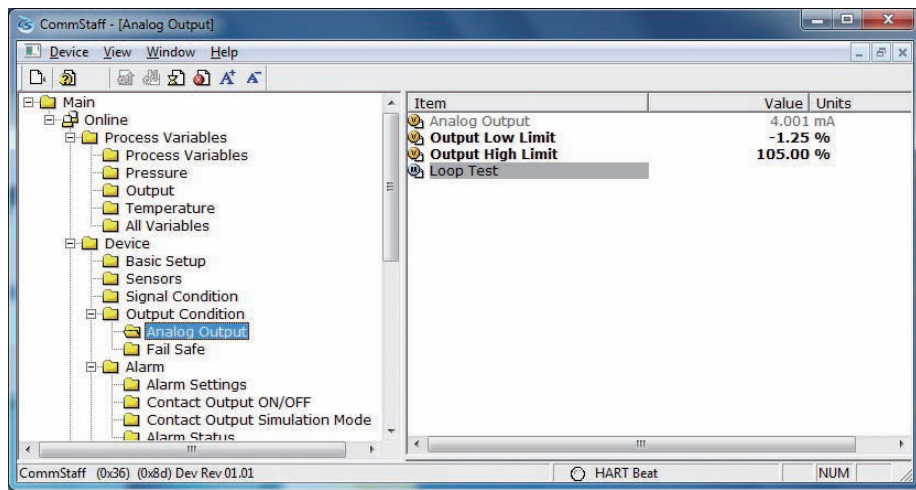 CommStaff - [Analog Output]
Device View Window Help
Main
Online
Process Variables
Process Variables
Pressure
Output
Temperature
All Variables
Device
Basic Setup
Sensors
Signal Condition
Output Condition
Analog Output
Fail Safe
Alarm
Alarm Settings
Contact Output ON/OFF
Contact Output Simulation Mode
Alarm Status
Item Value Units
Analog Output 4.001 mA
Output Low Limit -1.25 %
Output High Limit 105.00 %
Loop Test
CommStaff (0x36) (0x8d) Dev Rev 01.01 HART Beat NUM